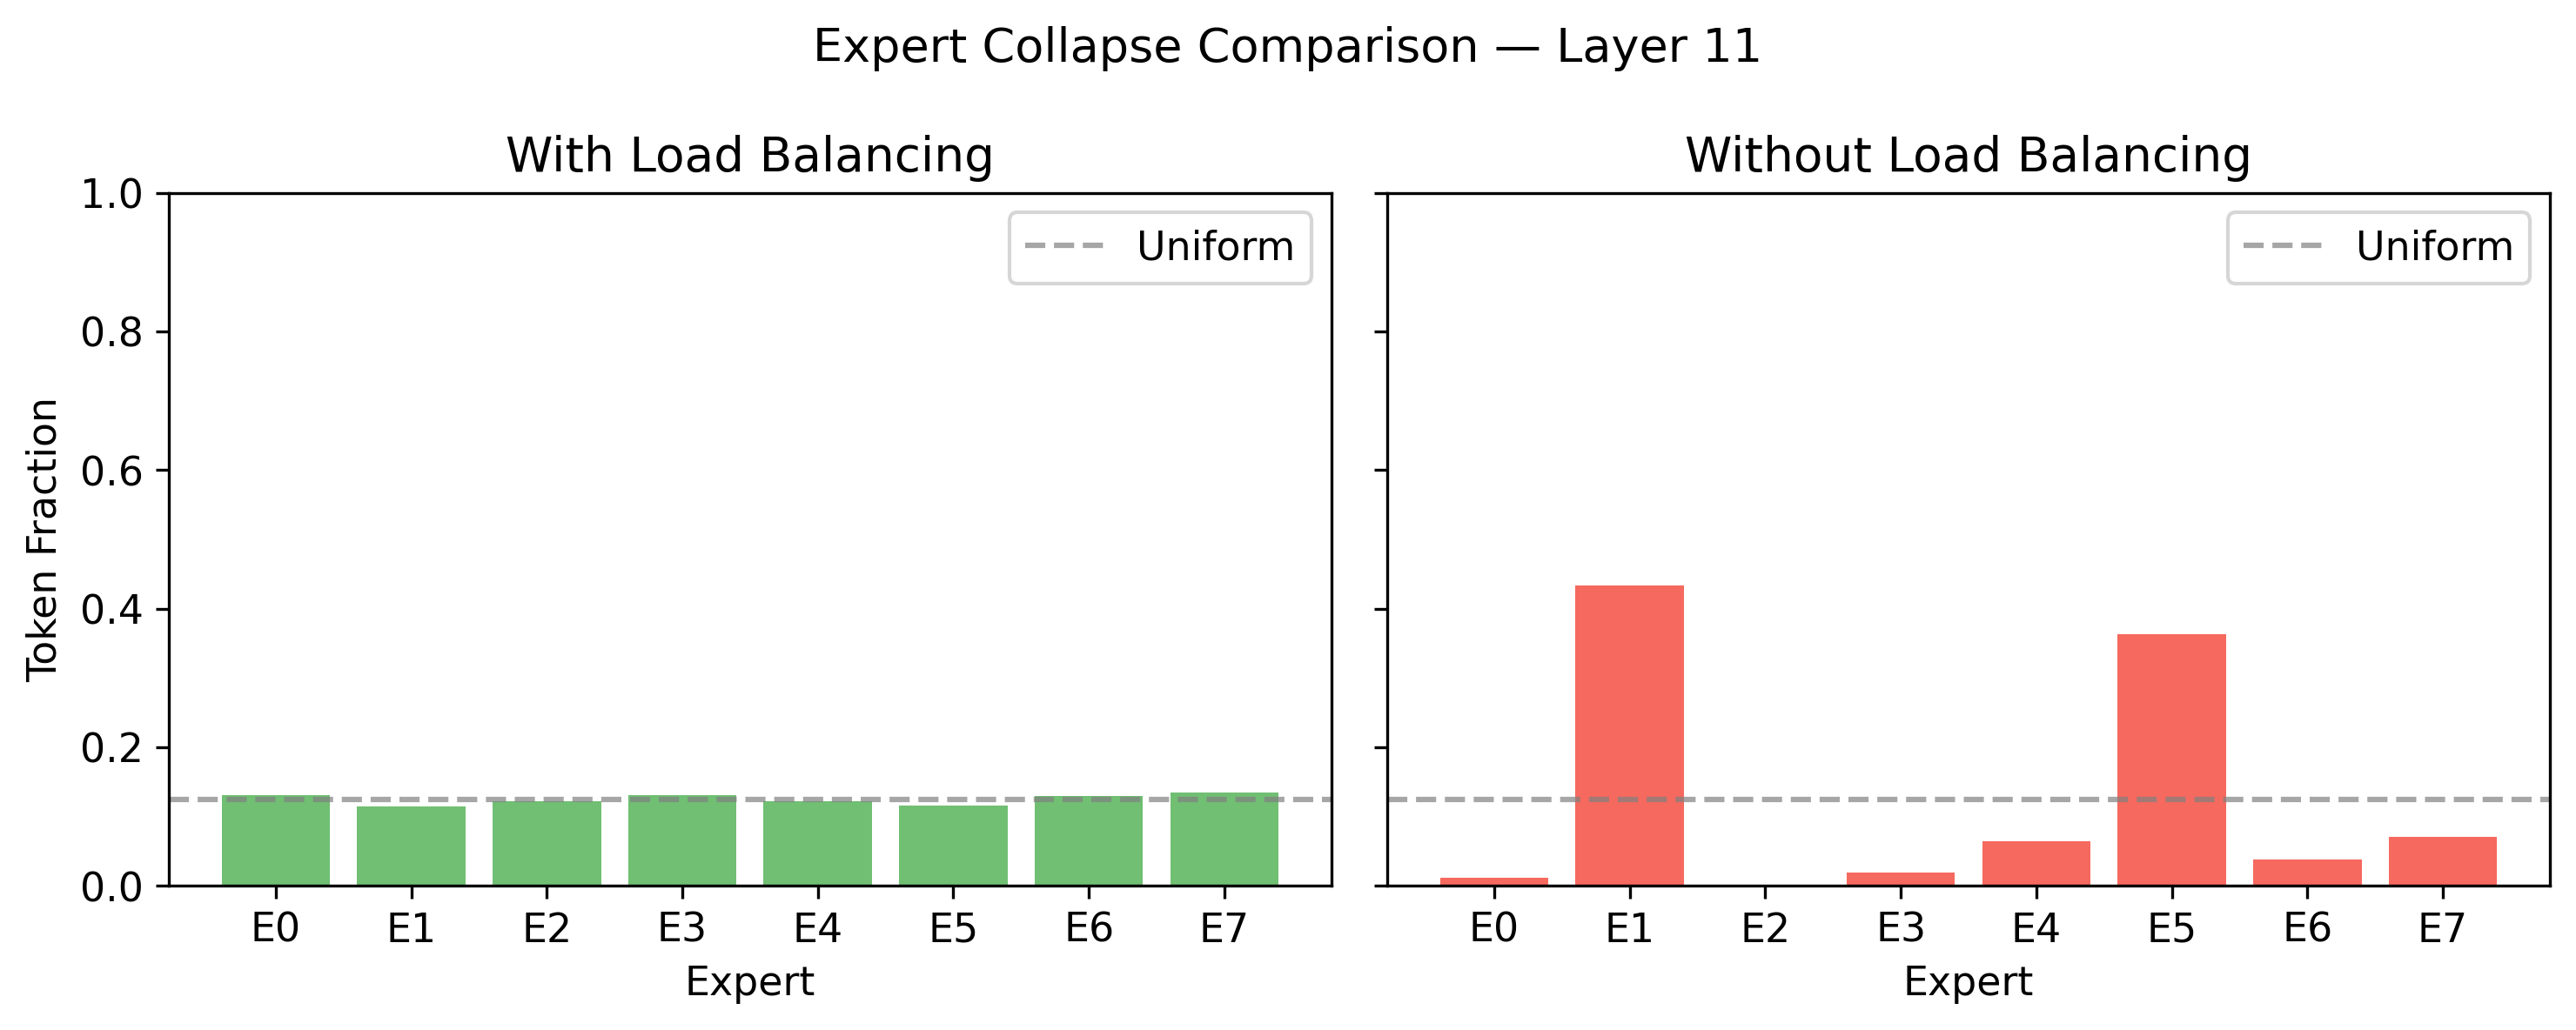 Expert Collapse Comparison — Layer 11
With Load Balancing
Uniform
1.0
0.8
0.6
0.4
0.2
0.0
Token Fraction
E0 E1 E2 E3 E4 E5 E6 E7
Expert
Without Load Balancing
Uniform
E0 E1 E2 E3 E4 E5 E6 E7
Expert